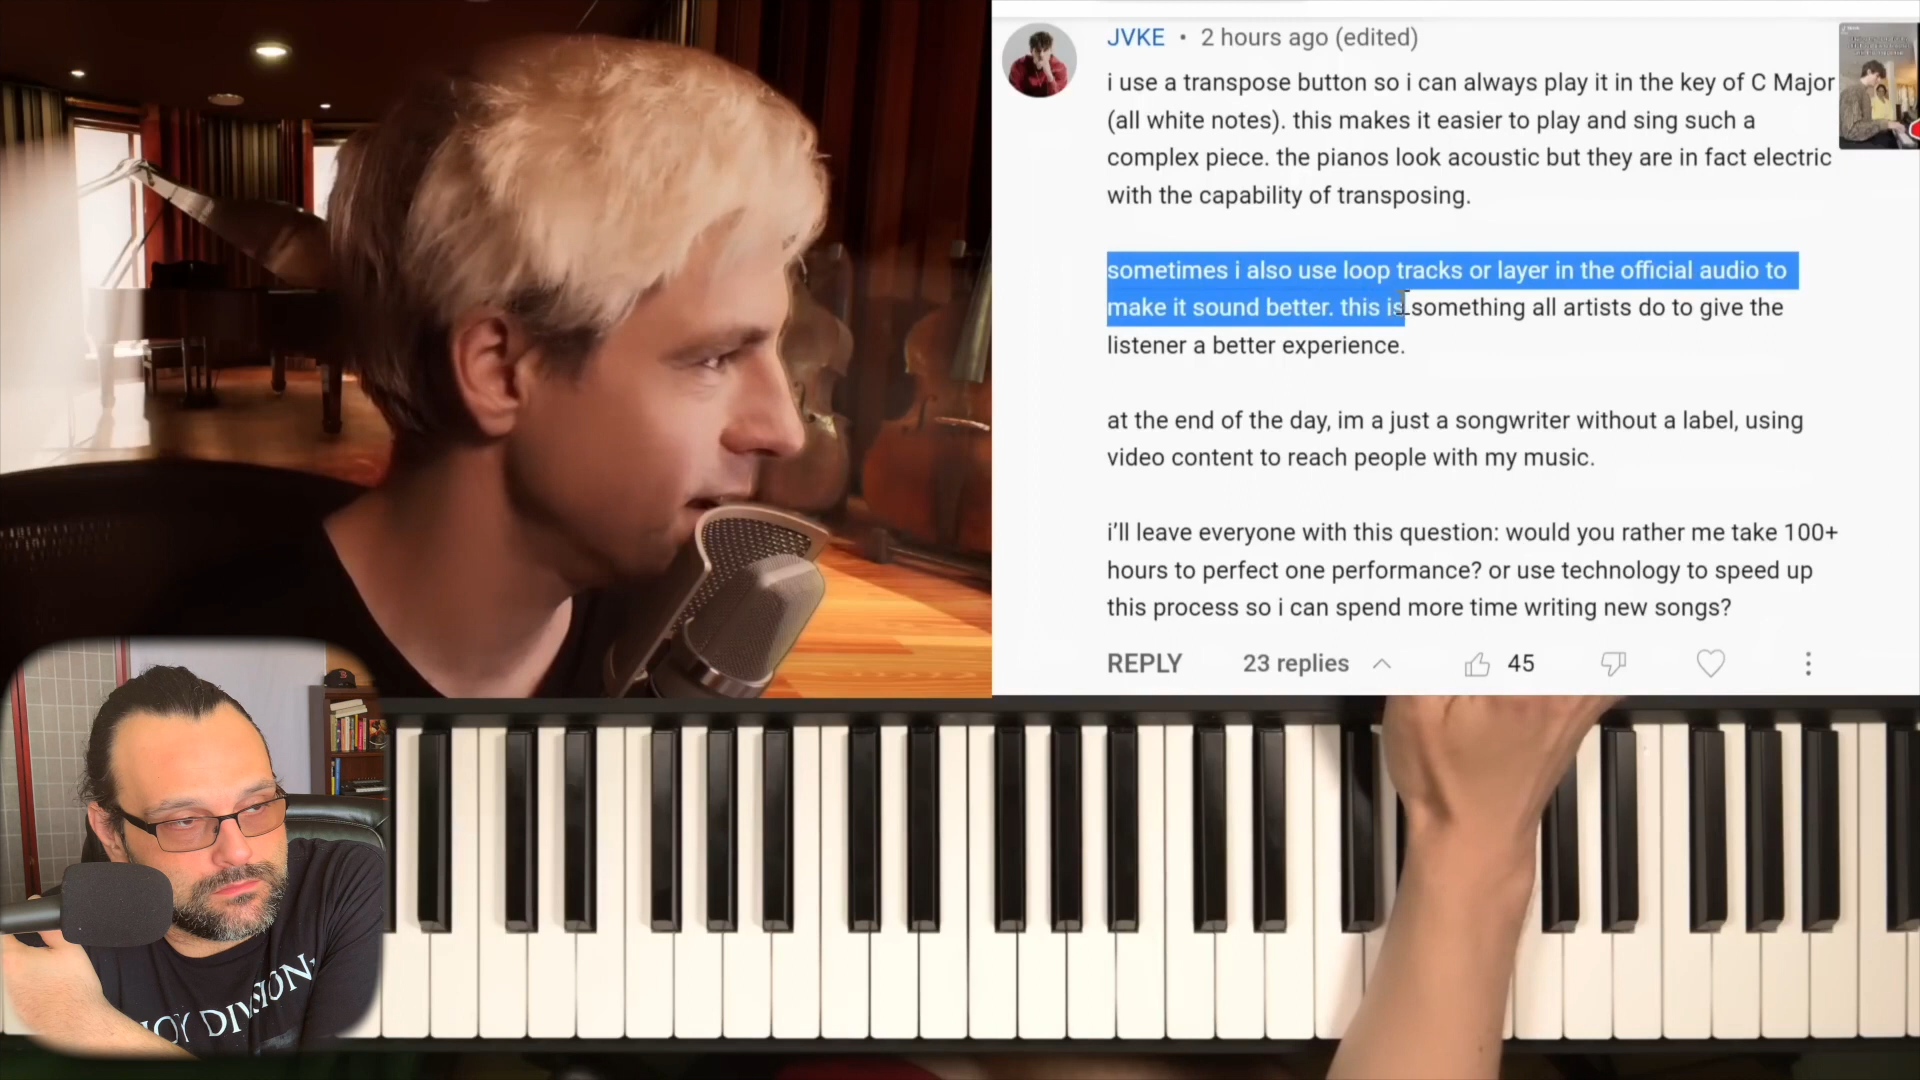 JVKE • 2 hours ago (edited)
i use a transpose button so i can always play it in the key of C Major
(all white notes). this makes it easier to play and sing such a
complex piece. the pianos look acoustic but they are in fact electric
with the capability of transposing.
sometimes i also use loop tracks or layer in the official audio to
make it sound better. this is something all artists do to give the
listener a better experience.
at the end of the day, im a just a songwriter without a label, using
video content to reach people with my music.
i’ll leave everyone with this question: would you rather me take 100+
hours to perfect one performance? or use technology to speed up
this process so i can spend more time writing new songs?
REPLY 23 replies 45
JOY DIVISION